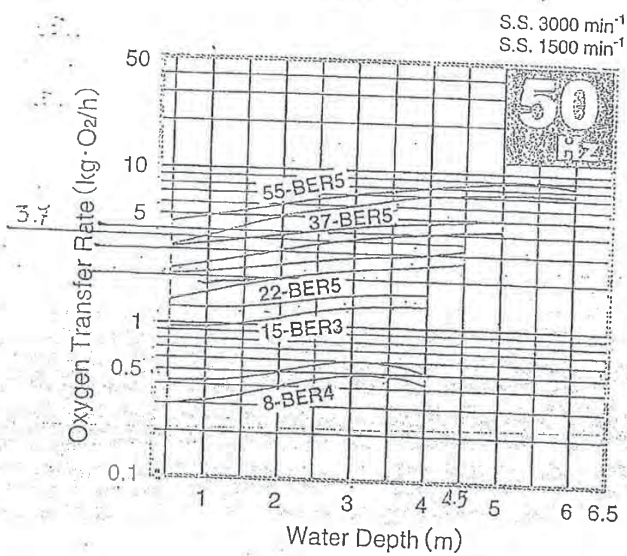 S.S. 3000 min⁻¹
S.S. 1500 min⁻¹
50
Hz
Oxygen Transfer Rate (kg·O₂/h)
50
10
5
1
0.5
0.1
55-BER5
37-BER5
22-BER5
15-BER3
8-BER4
1 2 3 4 4.5 5 6 6.5
Water Depth (m)